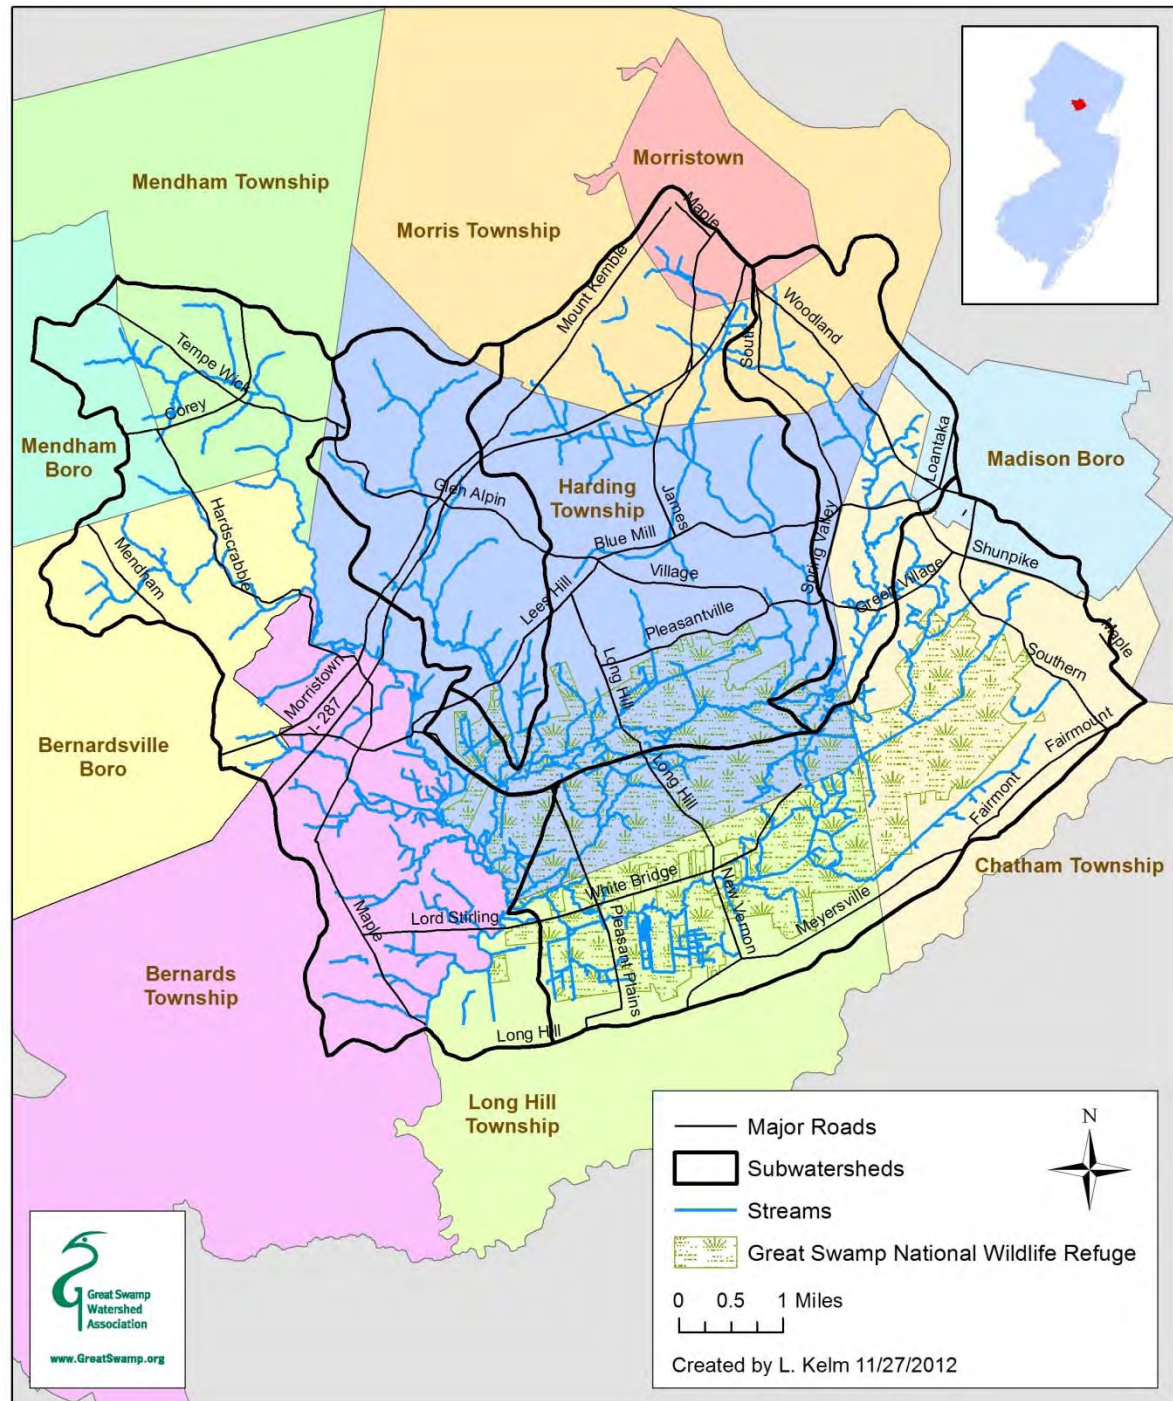 Morristown
Mendham Township
Morris Township
Maple
Mount Kemble
Woodland
South
Tempe Wick
Corey
Mendham
Boro
Loantaka
Madison Boro
Glen Alpin
Harding
Township
James
Hardscrabble
Mendham
Blue Mill
Spring Valley
Shunpike
Village
Green Village
Lees Hill
Pleasantville
Maple
Southern
Long Hill
Morristown
I- 287
Bernardsville
Boro
Fairmount
Long Hill
Fairmont
Chatham Township
White Bridge
New Vernon
Meyersville
Maple
Lord Stirling
Pleasant Plains
Bernards
Township
Long Hill
Long Hill
Township
Major Roads
N
Subwatersheds
Streams
Great Swamp National Wildlife Refuge
0 0.5 1 Miles
Created by L. Kelm 11/27/2012
Great Swamp
Watershed
Association
www.GreatSwamp.org